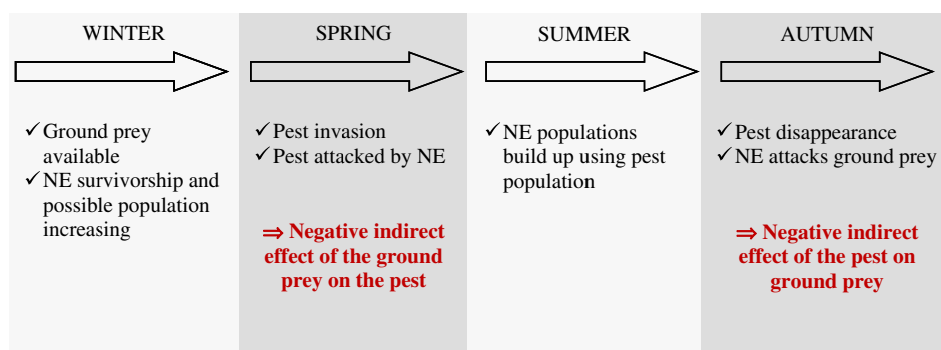 WINTER
✓Ground prey
available
✓NE survivorship and
possible population
increasing
SPRING
✓Pest invasion
✓Pest attacked by NE
⇒ Negative indirect
effect of the ground
prey on the pest
SUMMER
✓NE populations
build up using pest
population
AUTUMN
✓Pest disappearance
✓NE attacks ground prey
⇒ Negative indirect
effect of the pest on
ground prey